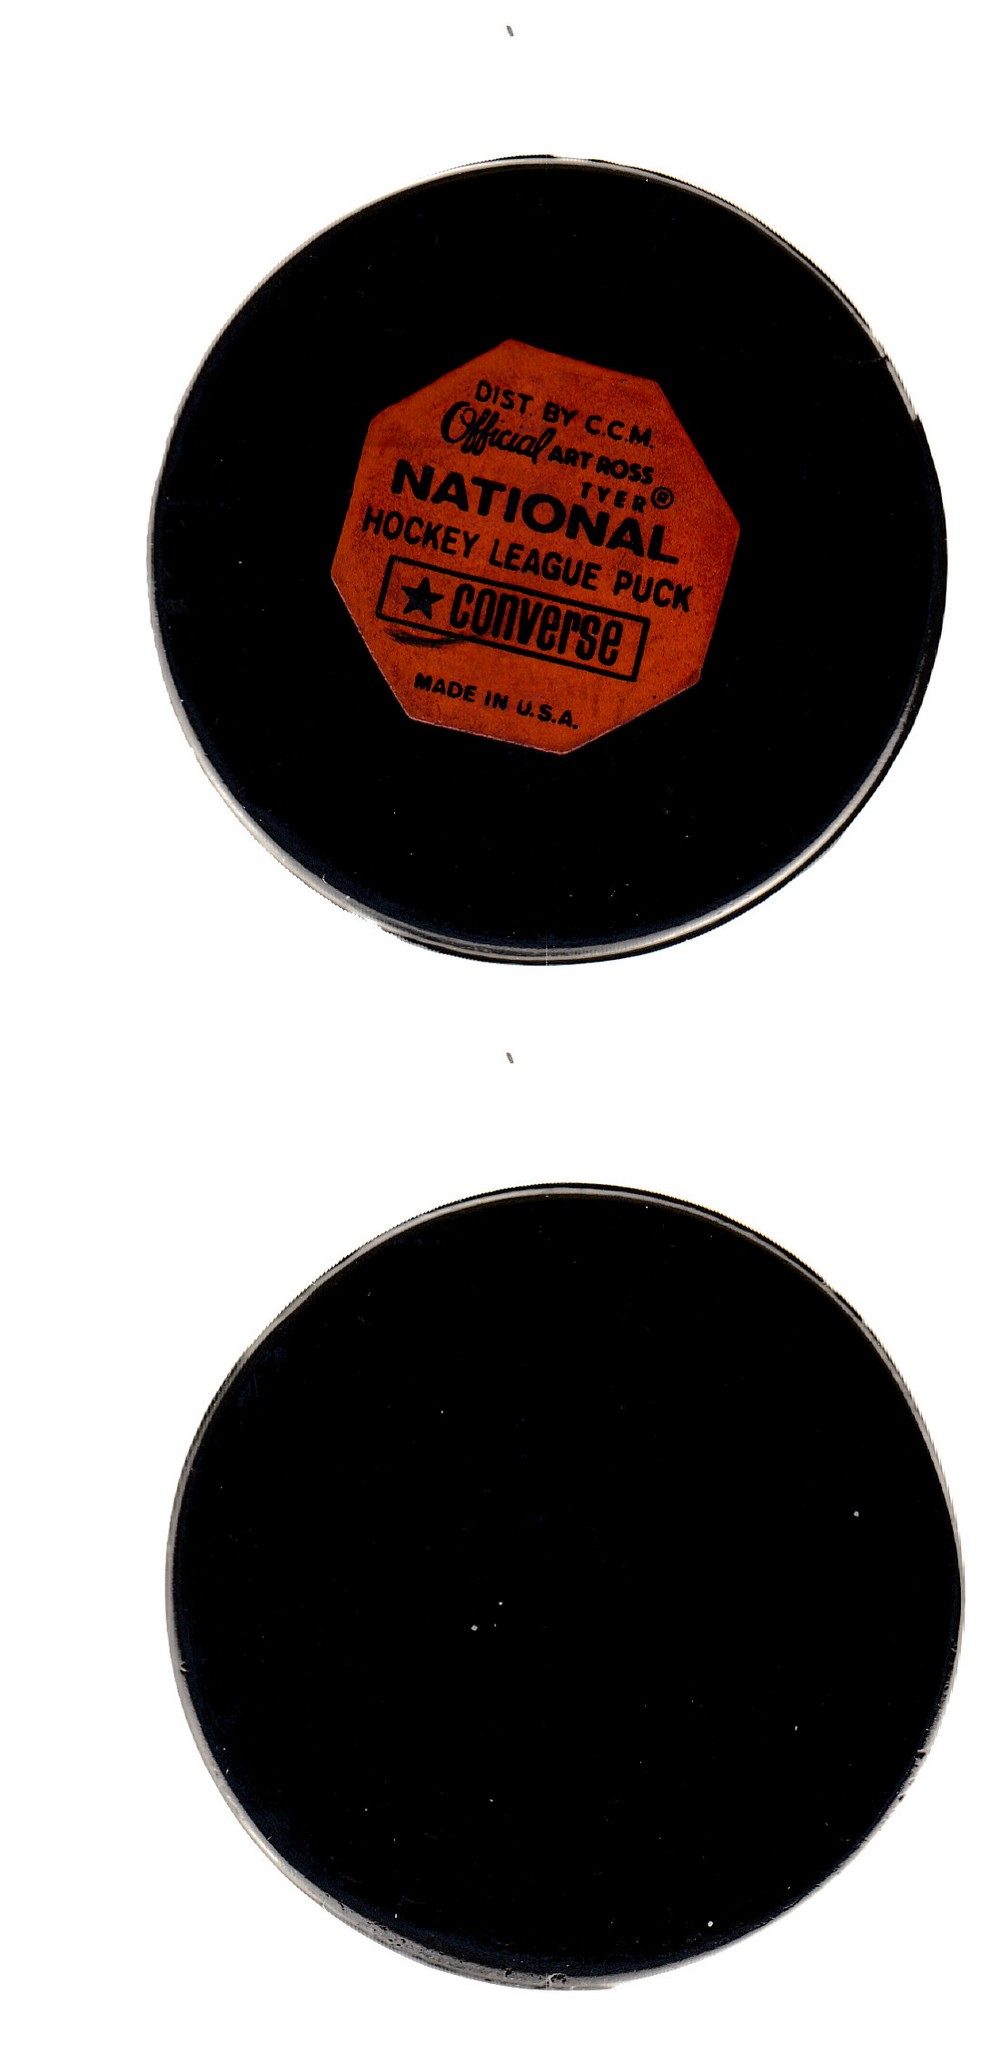 DIST. BY C.C.M.
Official ART ROSS
TYER®
NATIONAL
HOCKEY LEAGUE PUCK
★ converse
MADE IN U.S.A.